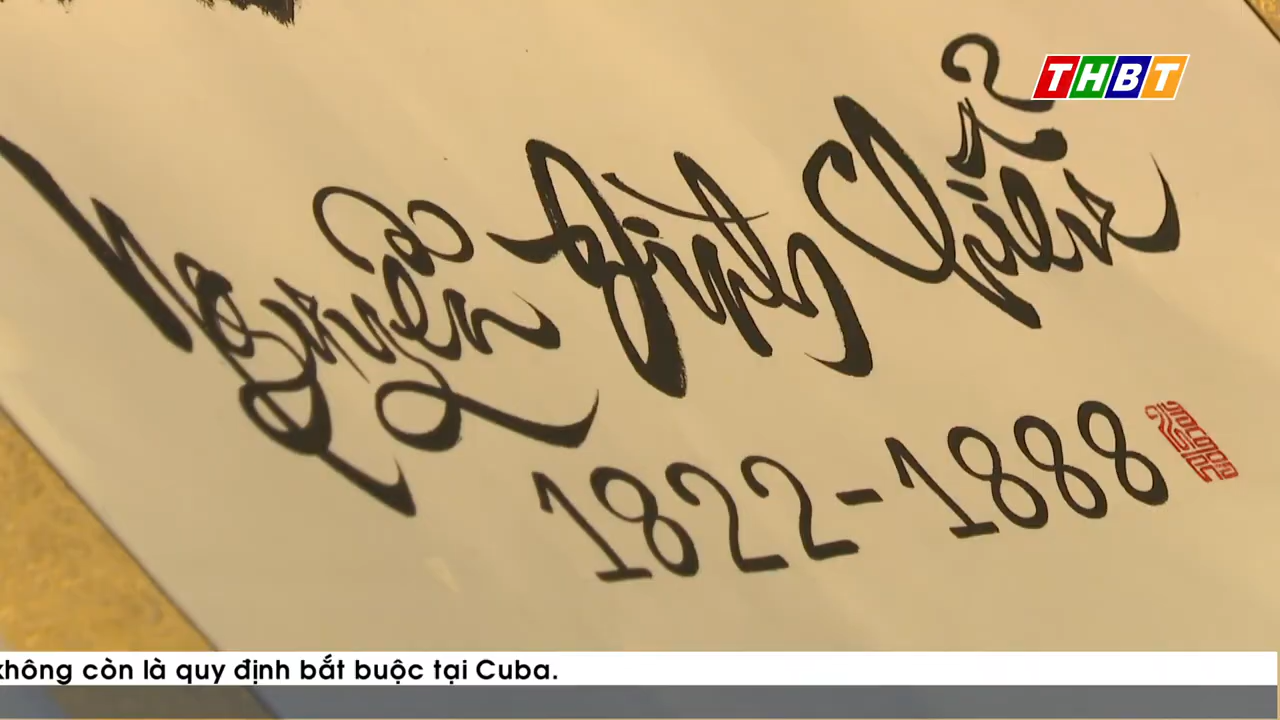 THBT
Nguyễn Đình Chiểu
1822-1888
không còn là quy định bắt buộc tại Cuba.